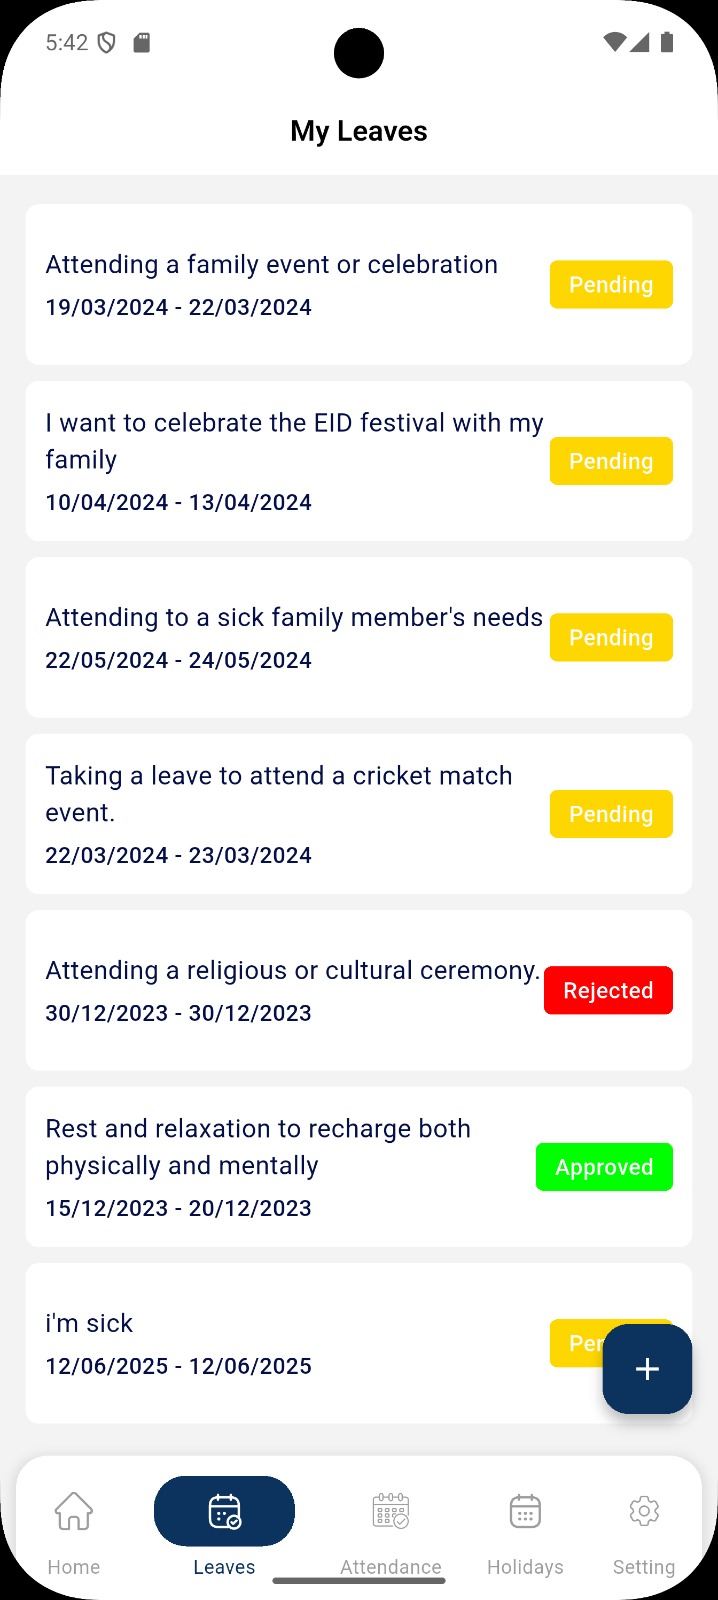 5:42
My Leaves
Attending a family event or celebration
19/03/2024 - 22/03/2024
Pending
I want to celebrate the EID festival with my
family
10/04/2024 - 13/04/2024
Pending
Attending to a sick family member's needs
22/05/2024 - 24/05/2024
Pending
Taking a leave to attend a cricket match
event.
22/03/2024 - 23/03/2024
Pending
Attending a religious or cultural ceremony.
30/12/2023 - 30/12/2023
Rejected
Rest and relaxation to recharge both
physically and mentally
15/12/2023 - 20/12/2023
Approved
i'm sick
12/06/2025 - 12/06/2025
+
Home
Leaves
Attendance
Holidays
Setting